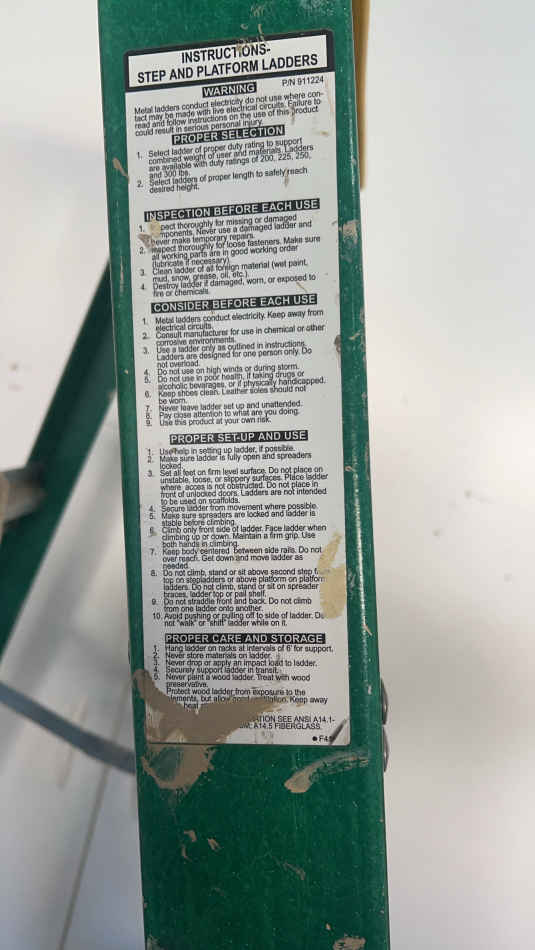 INSTRUCTIONS-
STEP AND PLATFORM LADDERS
WARNING P/N 911224
Metal ladders conduct electricity do not use where con-
tact may be made with live electrical circuits. Failure to
read and follow instructions on the use of this product
could result in serious personal injury.
PROPER SELECTION
1. Select ladder of proper duty rating to support
combined weight of user and materials. Ladders
are available with duty ratings of 200, 225, 250,
and 300 lbs.
2. Select ladders of proper length to safely reach
desired height.
INSPECTION BEFORE EACH USE
1. pect thoroughly for missing or damaged
mponents. Never use a damaged ladder and
never make temporary repairs.
2. Inspect thoroughly for loose fasteners. Make sure
all working parts are in good working order
(lubricate if necessary).
3. Clean ladder of all foreign material (wet paint,
mud, snow, grease, oil, etc.)
4. Destroy ladder if damaged, worn, or exposed to
fire or chemicals.
CONSIDER BEFORE EACH USE
1. Metal ladders conduct electricity. Keep away from
electrical circuits.
2. Consult manufacturer for use in chemical or other
corrosive environments.
3. Use a ladder only as outlined in instructions.
Ladders are designed for one person only. Do
not overload.
4. Do not use on high winds or during storm.
5. Do not use in poor health, if taking drugs or
alcoholic beverages, or if physically handicapped.
6. Keep shoes clean. Leather soles should not
be worn.
7. Never leave ladder set up and unattended.
8. Pay close attention to what are you doing.
9. Use this product at your own risk.
PROPER SET-UP AND USE
1. Use help in setting up ladder, if possible.
2. Make sure ladder is fully open and spreaders
locked.
3. Set all feet on firm level surface. Do not place on
unstable, loose, or slippery surfaces. Place ladder
where acces is not obstructed. Do not place in
front of unlocked doors. Ladders are not intended
to be used on scaffolds.
4. Secure ladder from movement where possible.
5. Make sure spreaders are locked and ladder is
stable before climbing.
6. Climb only front side of ladder. Face ladder when
climbing up or down. Maintain a firm grip. Use
both hands in climbing.
7. Keep body centered between side rails. Do not
over reach. Get down and move ladder as
needed.
8. Do not climb, stand or sit above second step f
top on stepladders or above platform on platform
ladders. Do not climb, stand or sit on spreader
braces, ladder top or pail shelf.
9. Do not straddle front and back. Do not climb
from one ladder onto another.
10. Avoid pushing or pulling off to side of ladder. Do
not "walk" or "shift" ladder while on it.
PROPER CARE AND STORAGE
1. Hang ladder on racks at intervals of 6' for support.
2. Never store materials on ladder.
3. Never drop or apply an impact load to ladder.
4. Securely support ladder in transit.
5. Never paint a wood ladder. Treat with wood
preservative.
Protect wood ladder from exposure to the
lements, but allow good ventilation. Keep away
heat
ATION SEE ANSI A14.1-
A14.5 FIBERGLASS.